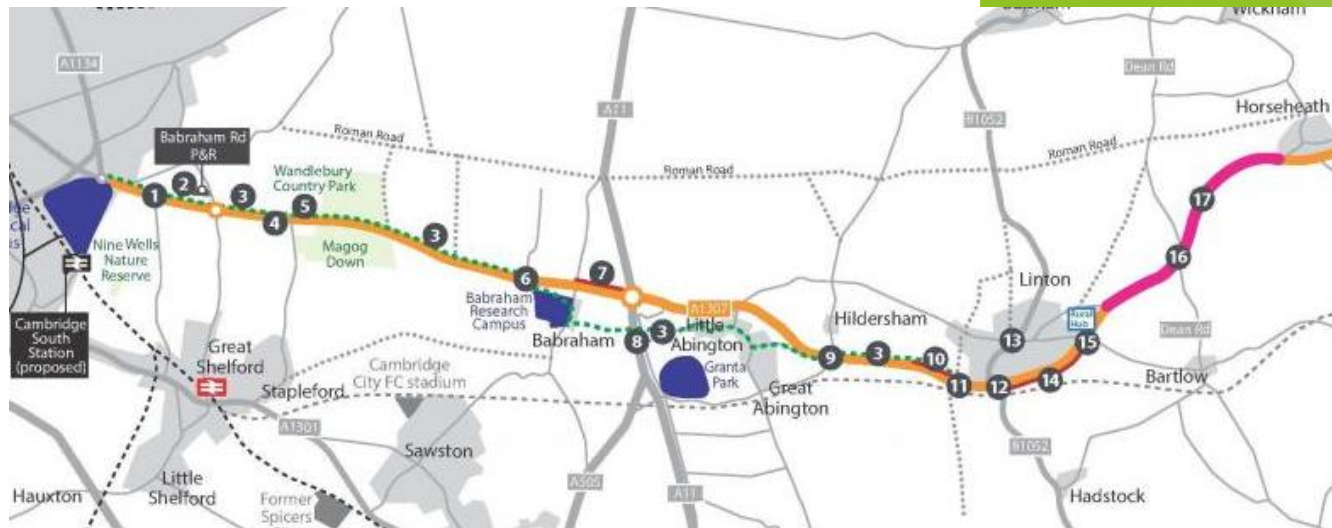 Wickham
A1134
A11
Dean Rd
Horseheath
Babraham Rd
P&R
Roman Road
B1052
Roman Road
Roman Road
Wandlebury
Country Park
1
2
3
4
5
17
Nine Wells
Nature
Reserve
Magog
Down
3
16
6
7
Linton
Babraham
Research
Campus
A1307
Rural
Hub
Cambridge
South
Station
(proposed)
Great
Shelford
Stapleford
Cambridge
City FC stadium
Babraham
8
3
Little
Abington
Granta
Park
Hildersham
9
3
10
11
12
13
14
15
Dean Rd
Bartlow
Great
Abington
A1301
Sawston
B1052
Little
Shelford
Hauxton
Former
Spicers
A505
A11
Hadstock